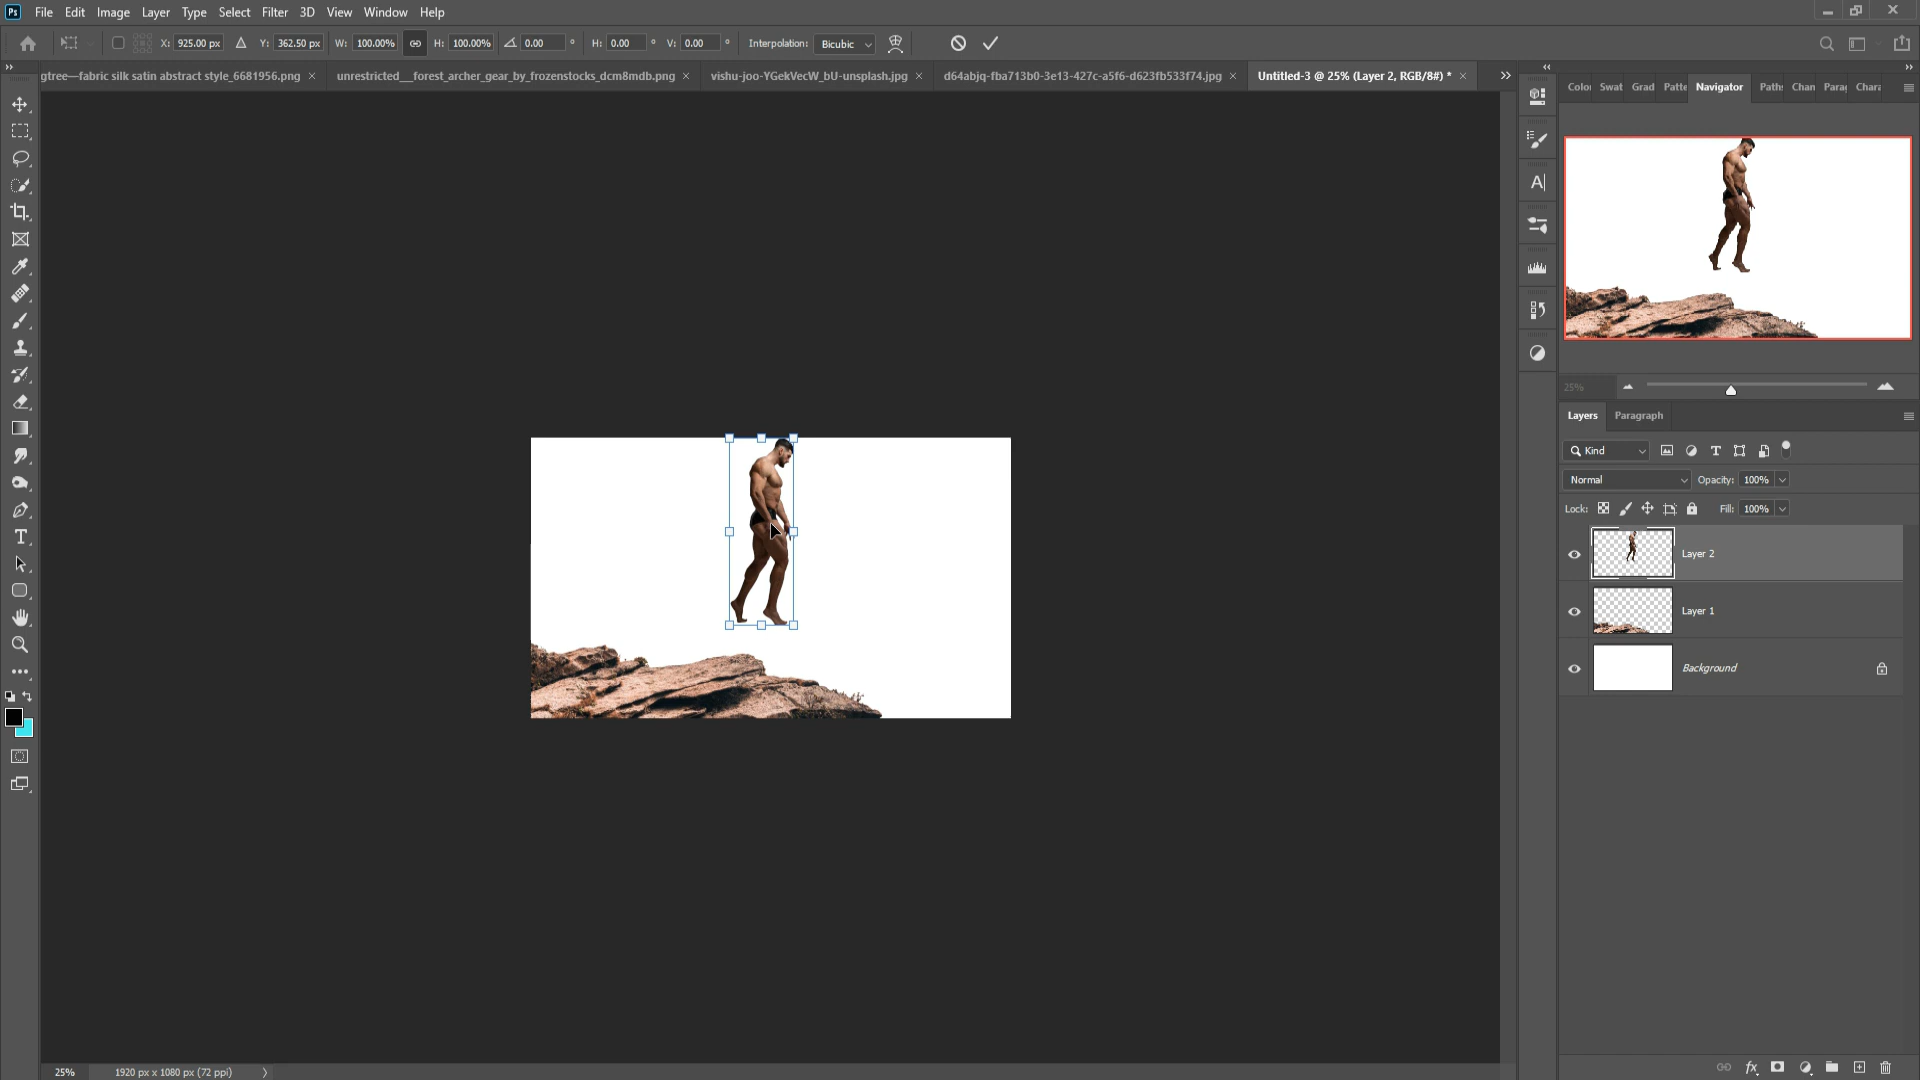 Ps File Edit Image Layer Type Select Filter 3D View Window Help
X: 925.00 px Y: 362.50 px W: 100.00% H: 100.00% 0.00 ° H: 0.00 ° V: 0.00 ° Interpolation: Bicubic
gtree—fabric silk satin abstract style_6681956.png × unrestricted__forest_archer_gear_by_frozenstocks_dcm8mdb.png × vishu-joo-YGekVecW_bU-unsplash.jpg × d64abjq-fba713b0-3e13-427c-a5f6-d623fb533f74.jpg × Untitled-3 @ 25% (Layer 2, RGB/8#) * ×
Colo Swat Grad Patte Navigator Paths Chan Para Chara
25%
Layers Paragraph
Kind
Normal Opacity: 100%
Lock: Fill: 100%
Layer 2
Layer 1
Background
25% 1920 px x 1080 px (72 ppi)